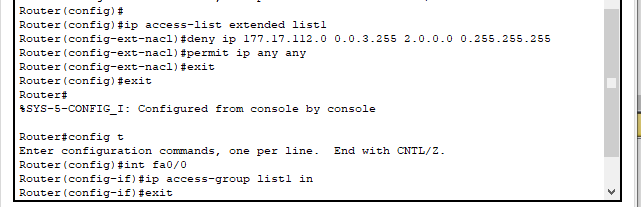 Router(config)#
Router(config)#ip access-list extended list1
Router(config-ext-nacl)#deny ip 177.17.112.0 0.0.3.255 2.0.0.0 0.255.255.255
Router(config-ext-nacl)#permit ip any any
Router(config-ext-nacl)#exit
Router(config)#exit
Router#
%SYS-5-CONFIG_I: Configured from console by console
Router#config t
Enter configuration commands, one per line.  End with CNTL/Z.
Router(config)#int fa0/0
Router(config-if)#ip access-group list1 in
Router(config-if)#exit